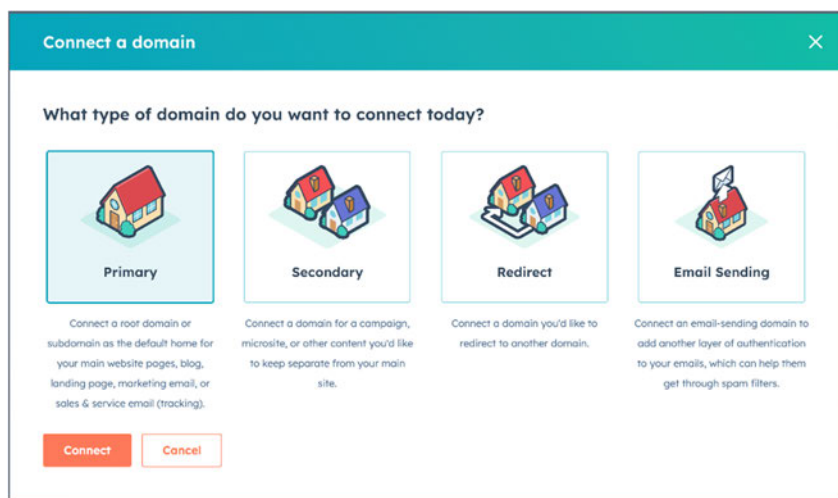 Connect a domain
What type of domain do you want to connect today?
Primary
Connect a root domain or
subdomain as the default home for
your main website pages, blog,
landing page, marketing email, or
sales & service email (tracking).
Secondary
Connect a domain for a campaign,
microsite, or other content you'd like
to keep separate from your main
site.
Redirect
Connect a domain you'd like to
redirect to another domain.
Email Sending
Connect an email-sending domain to
add another layer of authentication
to your emails, which can help them
get through spam filters.
Connect
Cancel